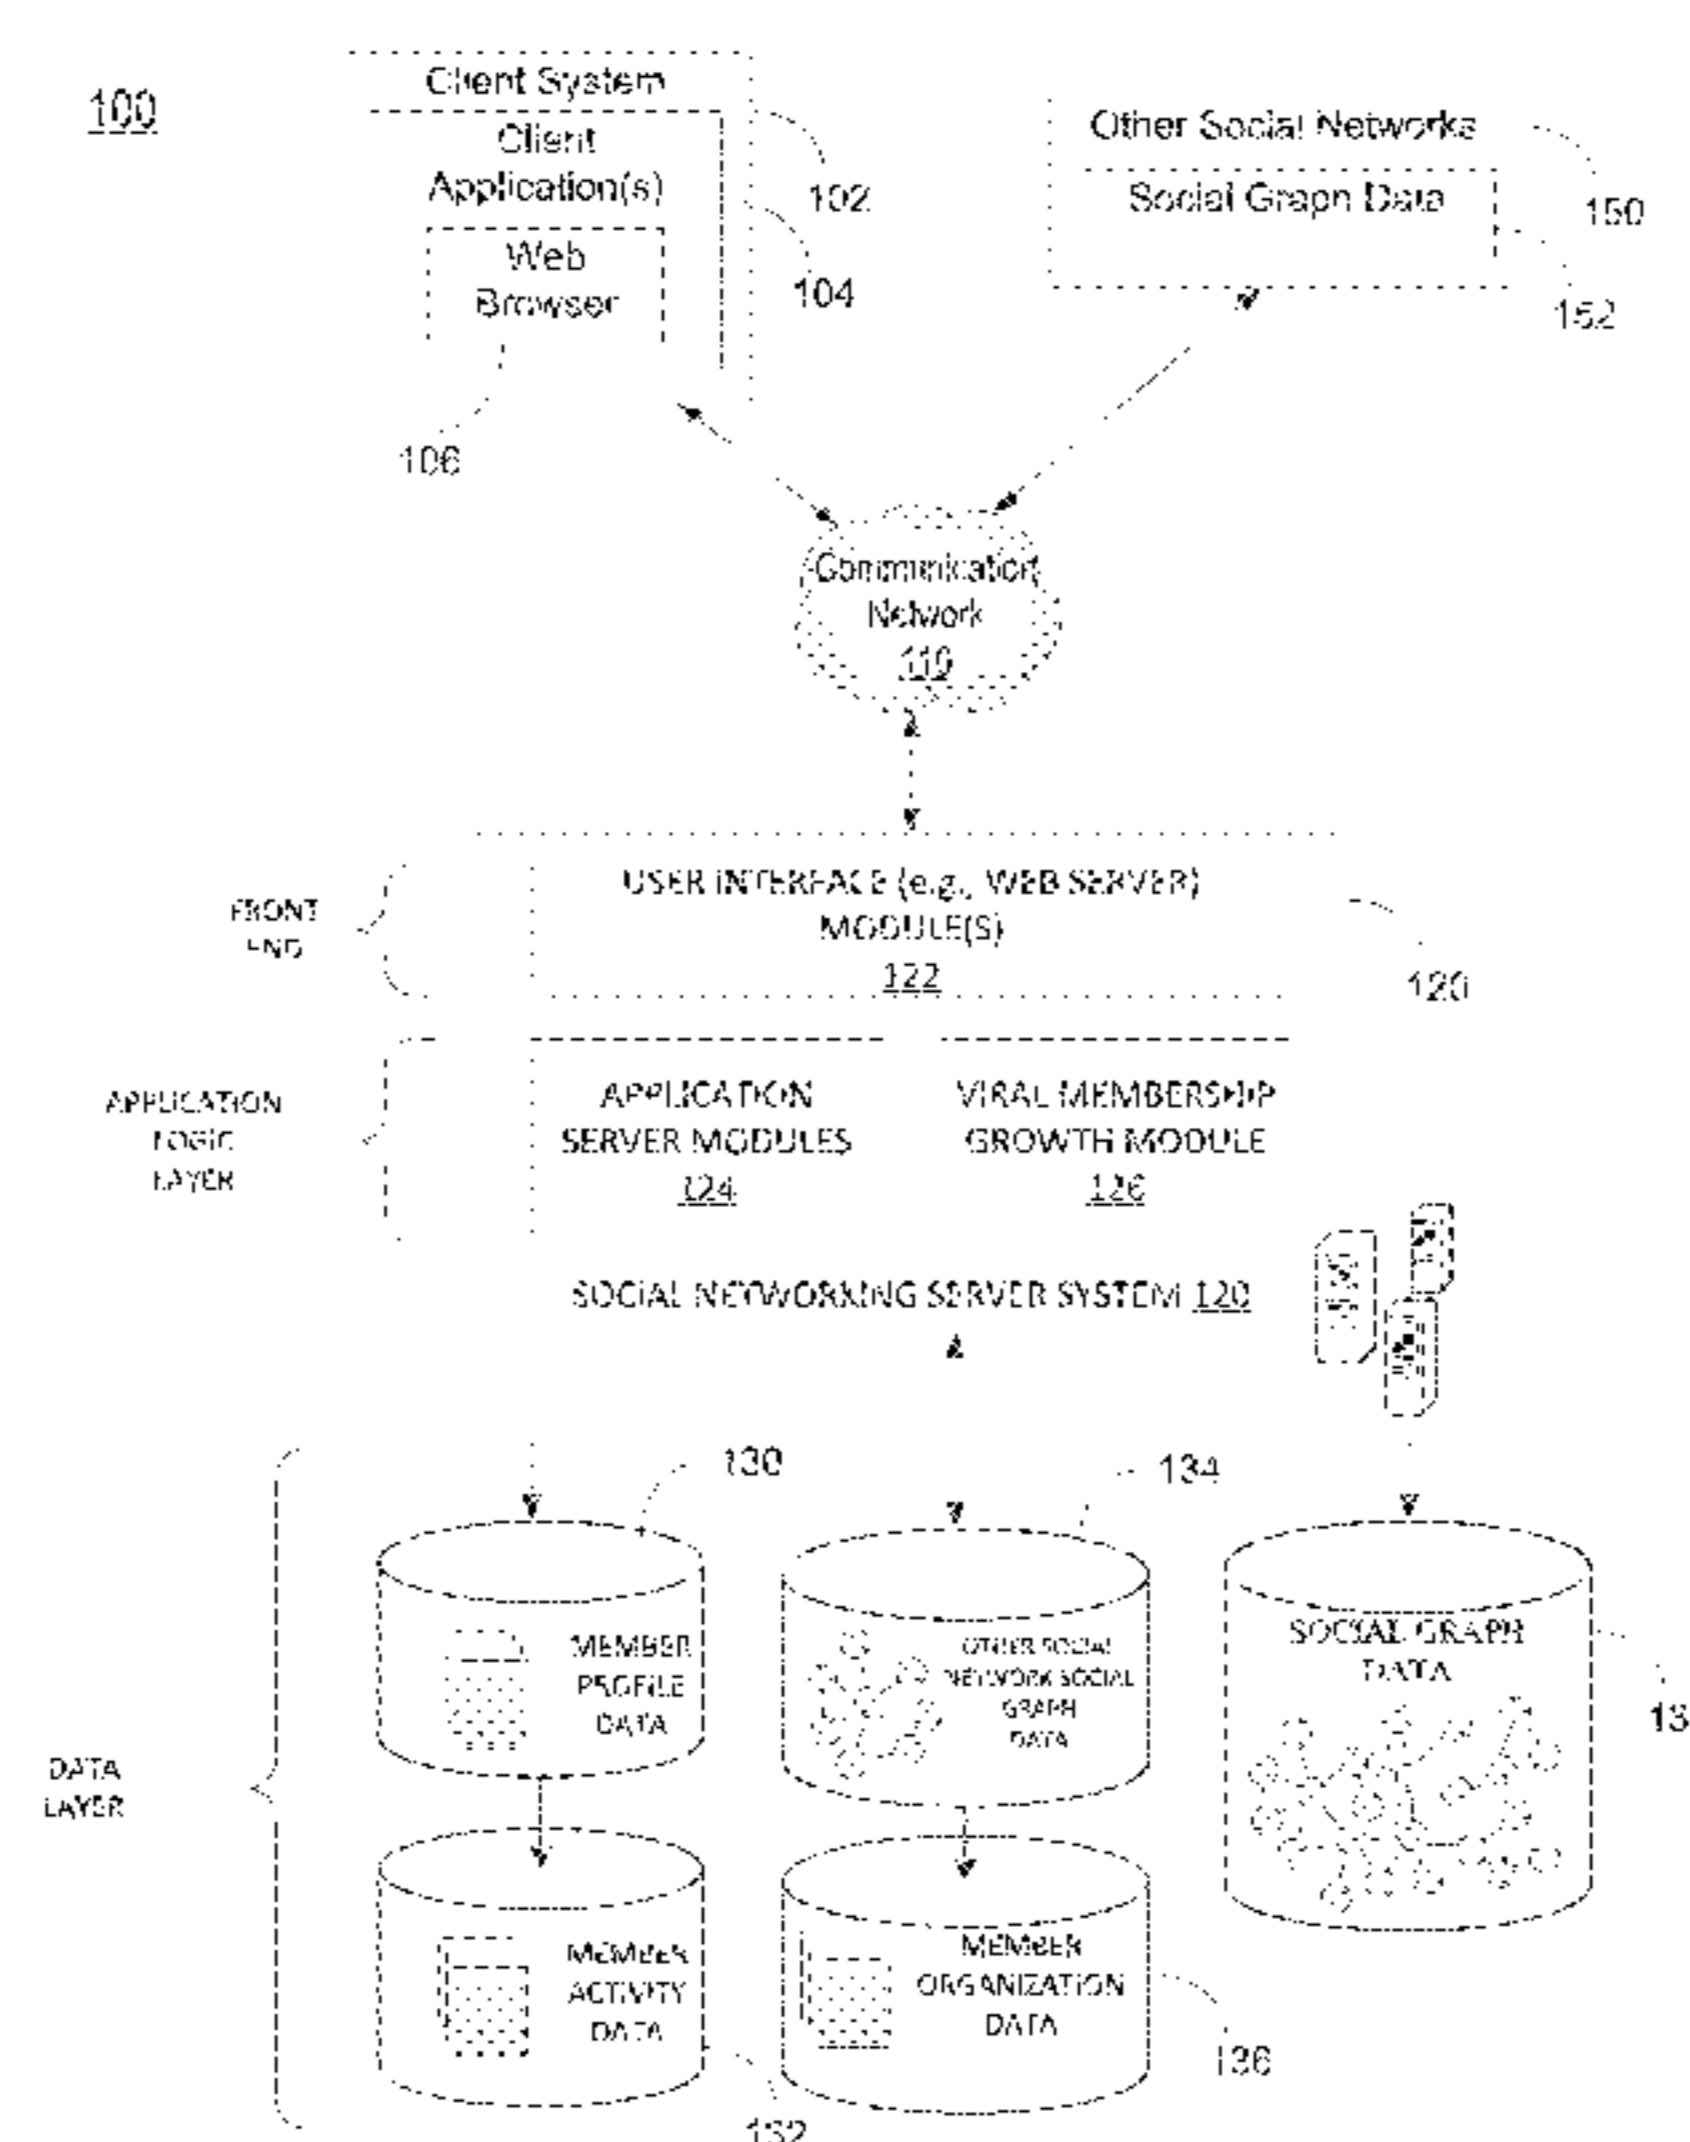 100
Client System
Client
Application(s)
Web
Browser
102
104
106
Other Social Networks
Social Graph Data
150
152
Communication
Network
110
FRONT
END
USER INTERFACE (e.g., WEB SERVER)
MODULE(S)
122
120
APPLICATION
LOGIC
LAYER
APPLICATION
SERVER MODULES
124
VIRAL MEMBERSHIP
GROWTH MODULE
126
SOCIAL NETWORKING SERVER SYSTEM 120
DATA
LAYER
130
MEMBER
PROFILE
DATA
134
OTHER SOCIAL
NETWORK SOCIAL
GRAPH
DATA
SOCIAL GRAPH
DATA
13
MEMBER
ACTIVITY
DATA
132
MEMBER
ORGANIZATION
DATA
136